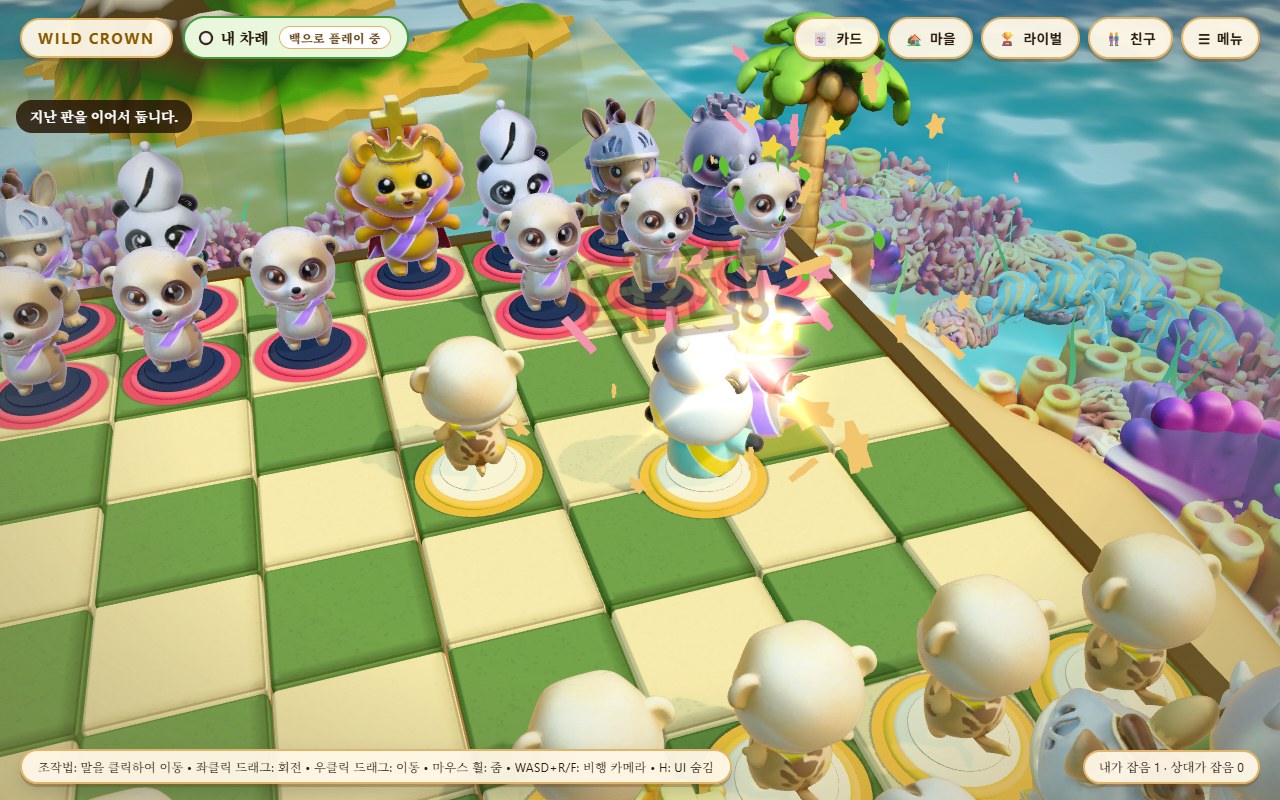 WILD CROWN
내 차례
백으로 플레이 중
카드
마을
라이벌
친구
☰ 메뉴
지난 판을 이어서 둡니다.
조작법: 말을 클릭하여 이동 • 좌클릭 드래그: 회전 • 우클릭 드래그: 이동 • 마우스 휠: 줌 • WASD+R/F: 비행 카메라 • H: UI 숨김
내가 잡음 1 · 상대가 잡음 0